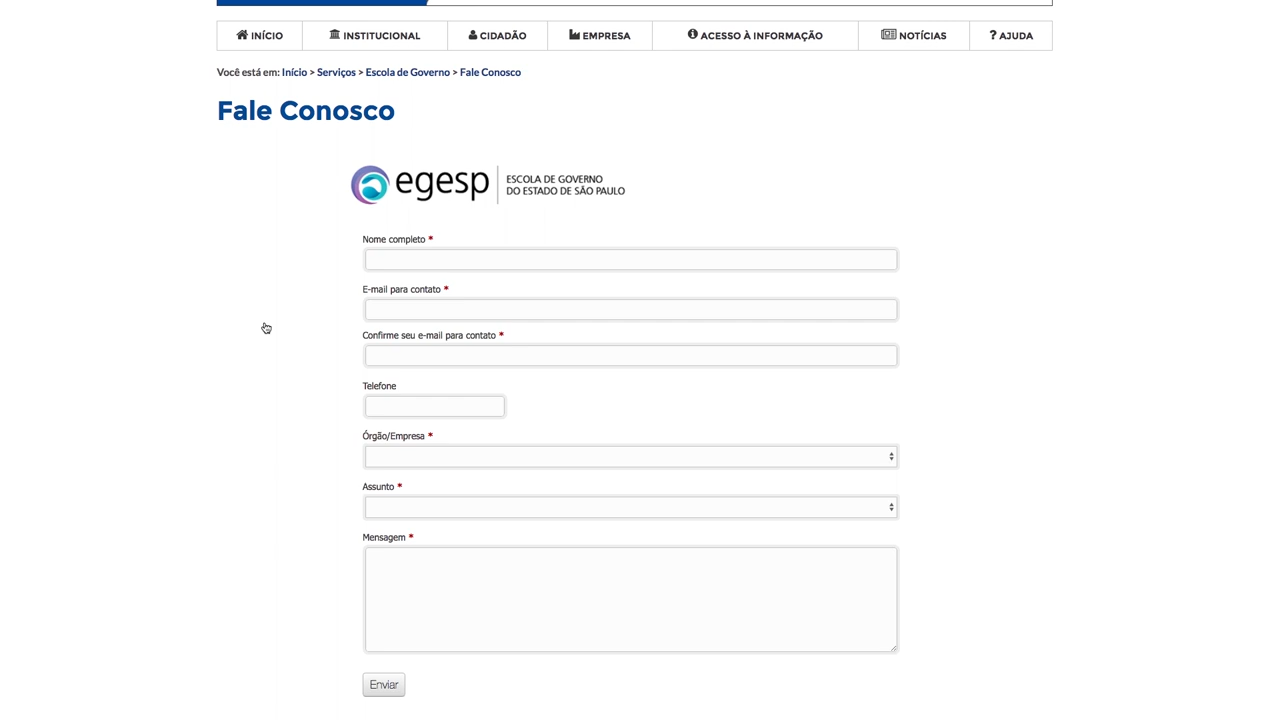 INÍCIO INSTITUCIONAL CIDADÃO EMPRESA ACESSO À INFORMAÇÃO NOTÍCIAS ? AJUDA
Você está em: Início > Serviços > Escola de Governo > Fale Conosco
Fale Conosco
egesp ESCOLA DE GOVERNO
DO ESTADO DE SÃO PAULO
Nome completo *
E-mail para contato *
Confirme seu e-mail para contato *
Telefone
Órgão/Empresa *
Assunto *
Mensagem *
Enviar